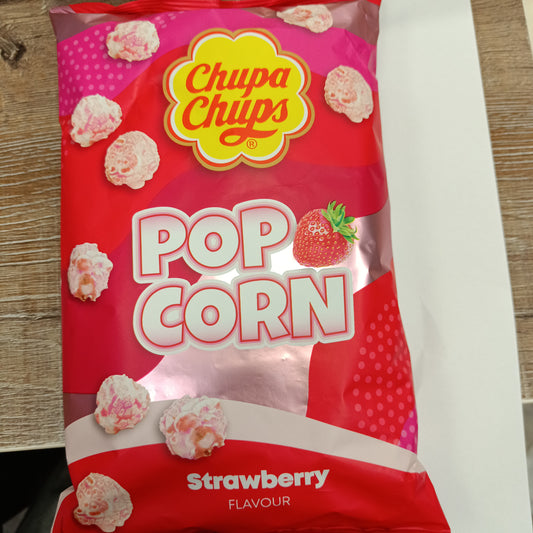 Chupa
Chups
®
POP
CORN
Strawberry
FLAVOUR